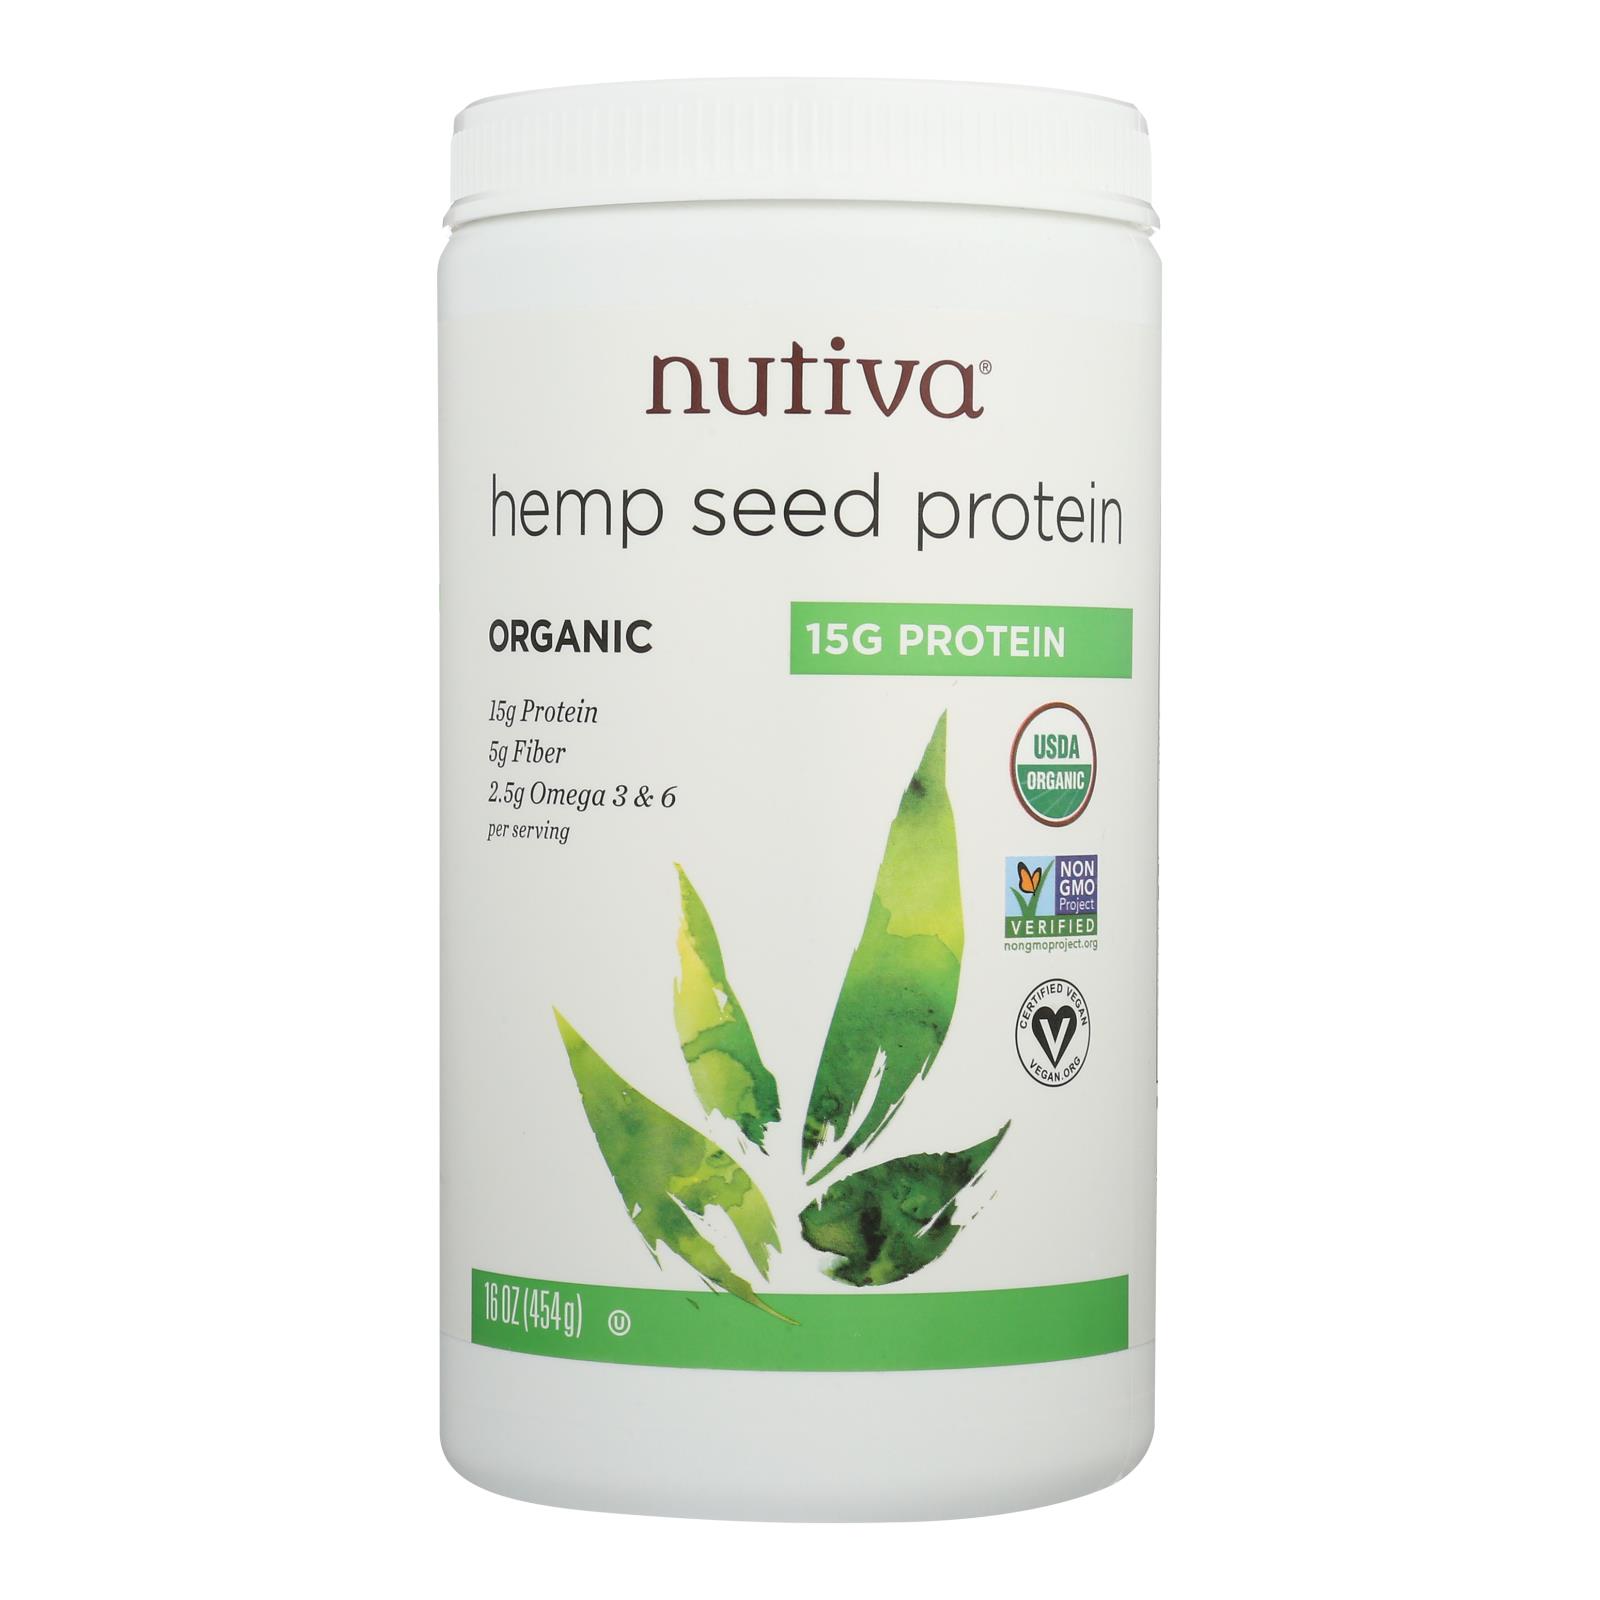 nutiva®
hemp seed protein
ORGANIC
15G PROTEIN
15g Protein
5g Fiber
2.5g Omega 3 & 6
per serving
USDA
ORGANIC
NON
GMO
Project
VERIFIED
nongmoproject.org
CERTIFIED VEGAN
V
VEGAN.ORG
16 OZ (454g)
U